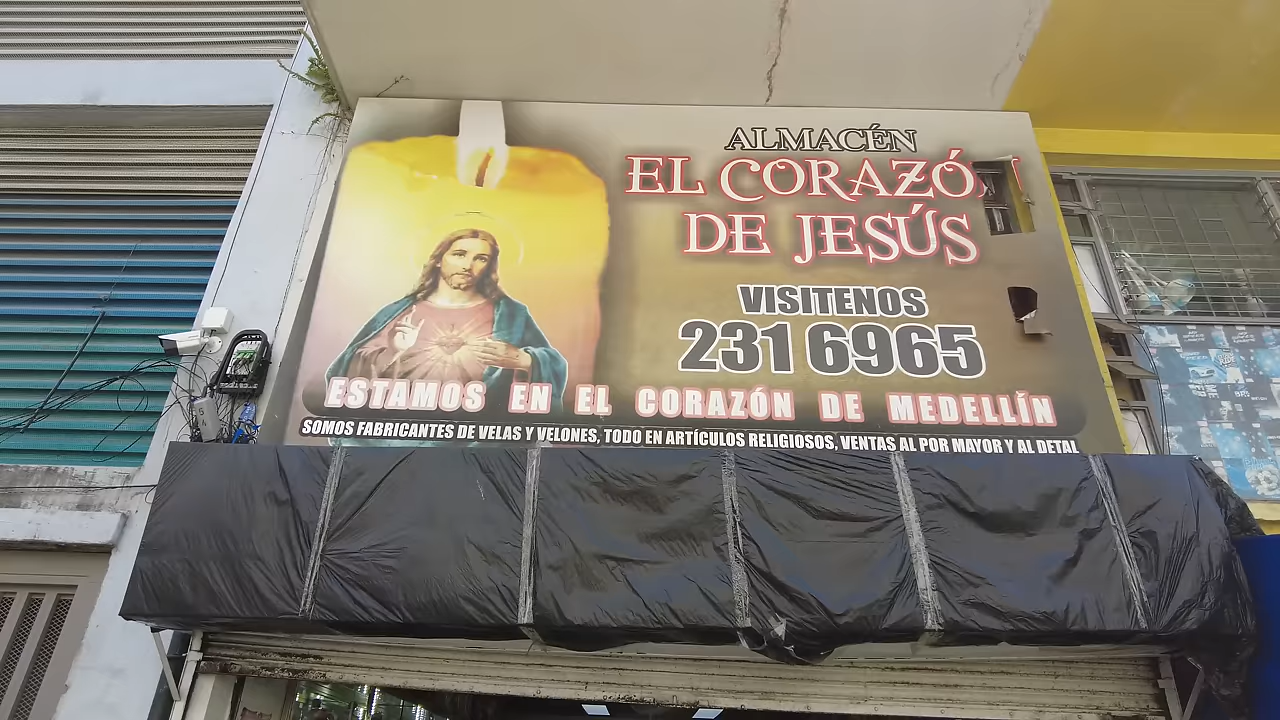 ALMACÉN
EL CORAZÓN
DE JESÚS
VISITENOS
231 6965
ESTAMOS EN EL CORAZÓN DE MEDELLÍN
SOMOS FABRICANTES DE VELAS Y VELONES, TODO EN ARTÍCULOS RELIGIOSOS, VENTAS AL POR MAYOR Y AL DETAL